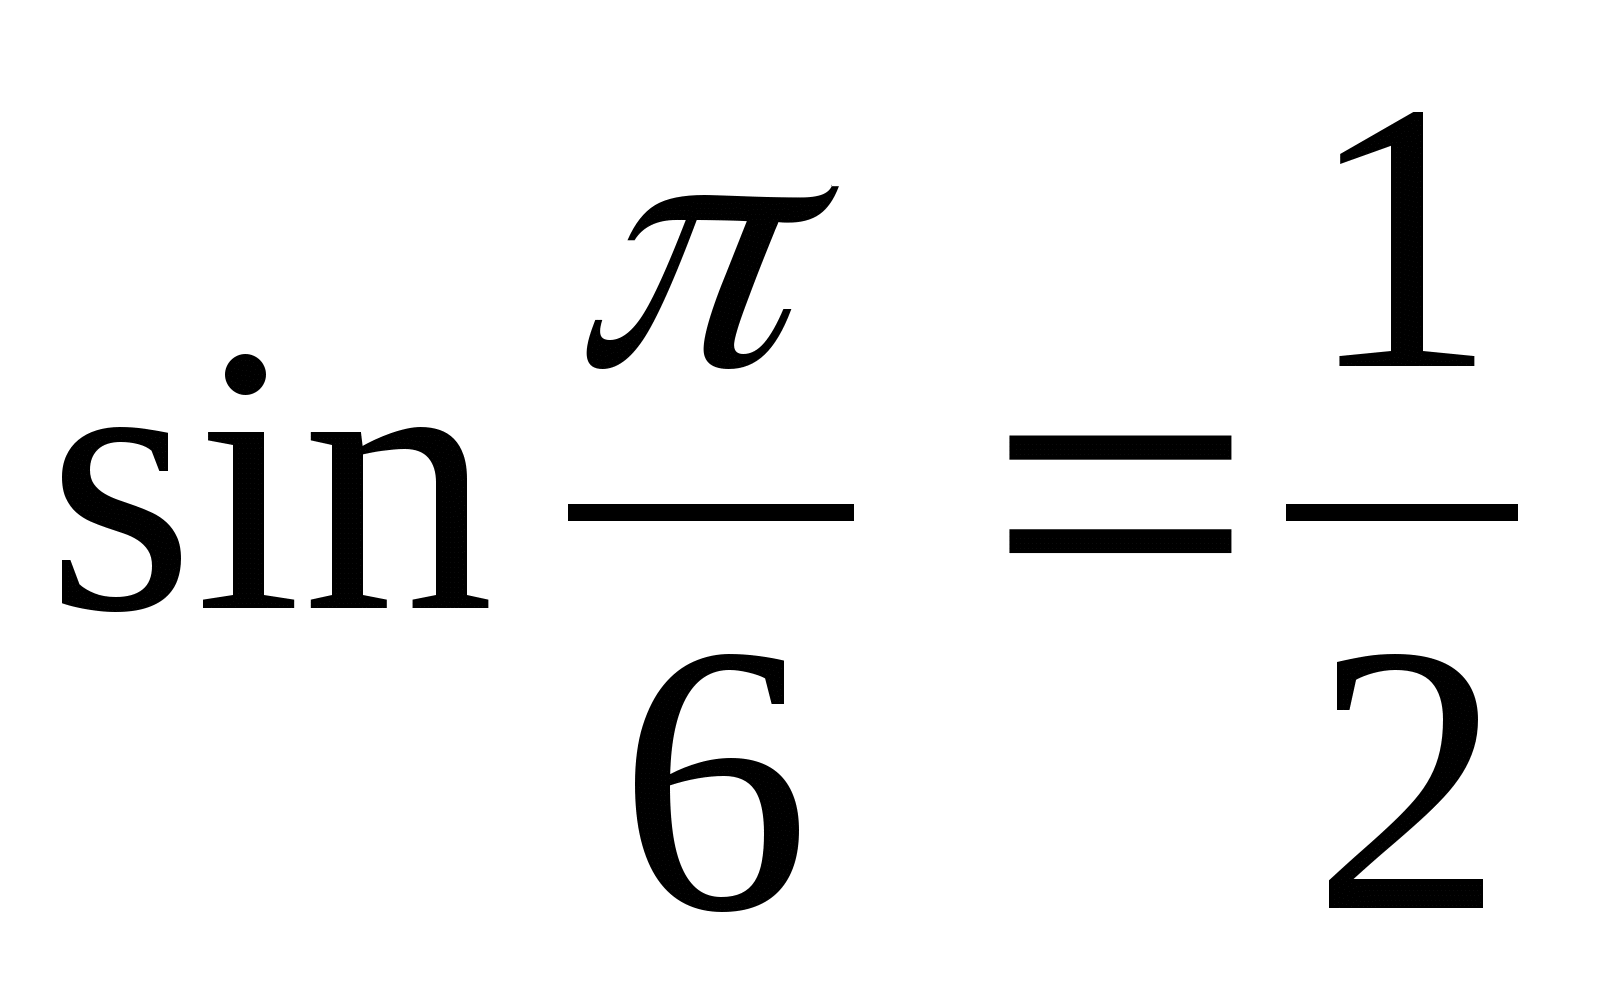 sin π/6 = 1/2